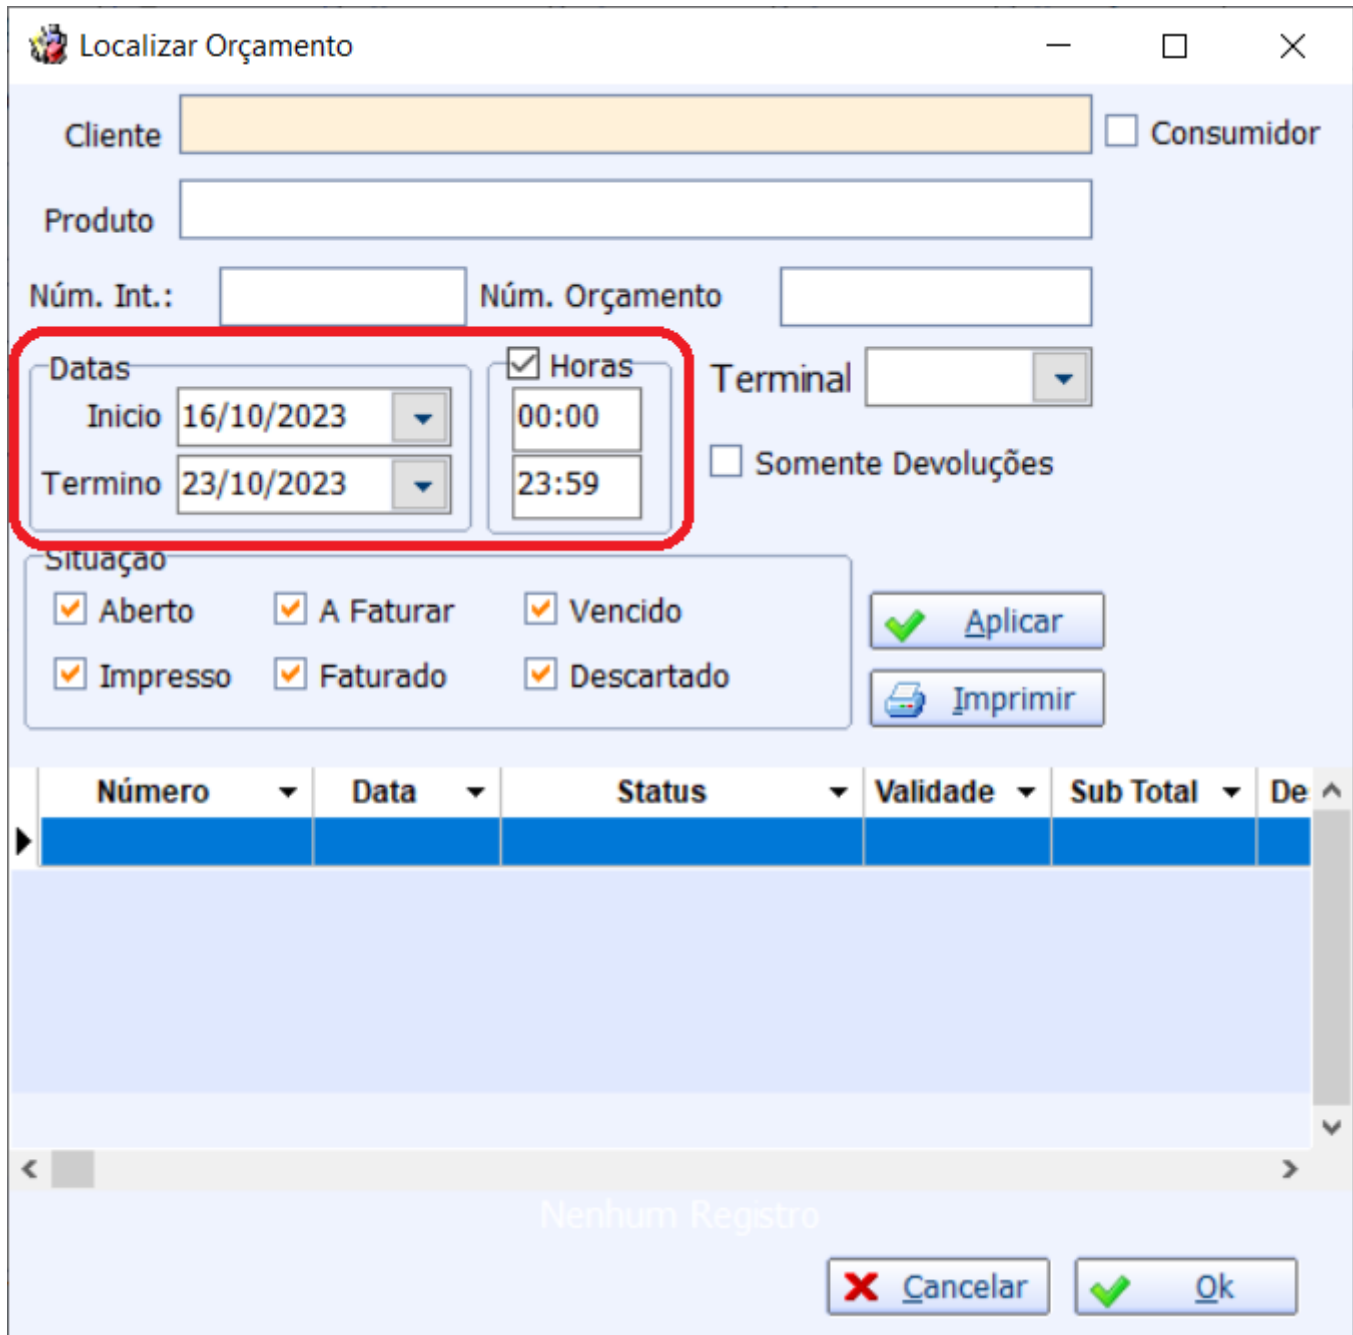 Localizar Orçamento
Cliente Consumidor
Produto
Núm. Int.: Núm. Orçamento
Datas Horas Terminal
Inicio 16/10/2023 00:00
Termino 23/10/2023 23:59 Somente Devoluções
Situação
Aberto A Faturar Vencido Aplicar
Impresso Faturado Descartado Imprimir
Número Data Status Validade Sub Total De
Nenhum Registro
Cancelar Ok